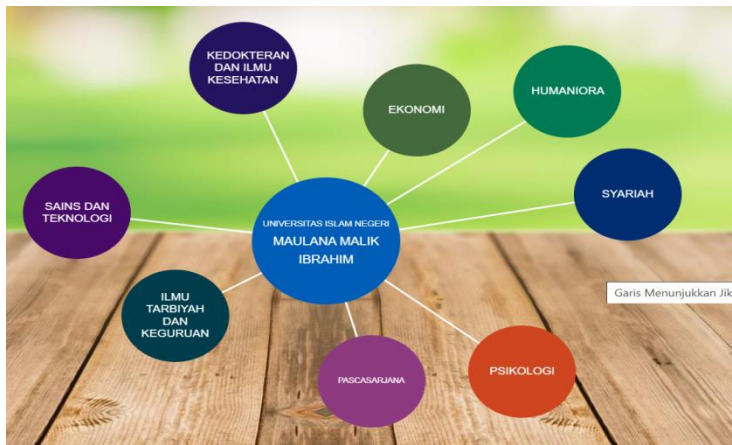 KEDOKTERAN
DAN ILMU
KESEHATAN
EKONOMI
HUMANIORA
SYARIAH
SAINS DAN
TEKNOLOGI
UNIVERSITAS ISLAM NEGERI
MAULANA MALIK
IBRAHIM
ILMU
TARBIYAH
DAN
KEGURUAN
PASCASARJANA
PSIKOLOGI
Garis Menunjukkan Jik